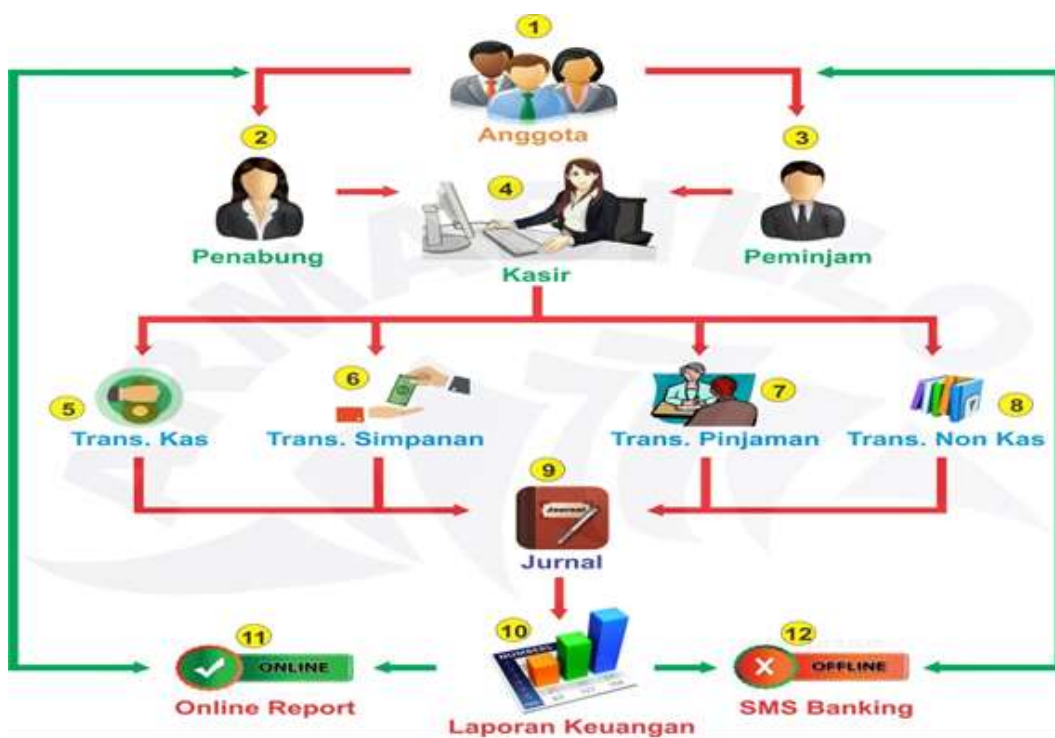 1
Anggota
2
3
4
Penabung
Kasir
Peminjam
5
6
7
8
Trans. Kas
Trans. Simpanan
Trans. Pinjaman
Trans. Non Kas
9
Journal
Jurnal
10
11
12
ONLINE
NUMBERS
OFFLINE
Online Report
Laporan Keuangan
SMS Banking